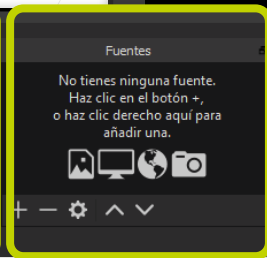 Fuentes
No tienes ninguna fuente.
Haz clic en el botón +,
o haz clic derecho aquí para
añadir una.